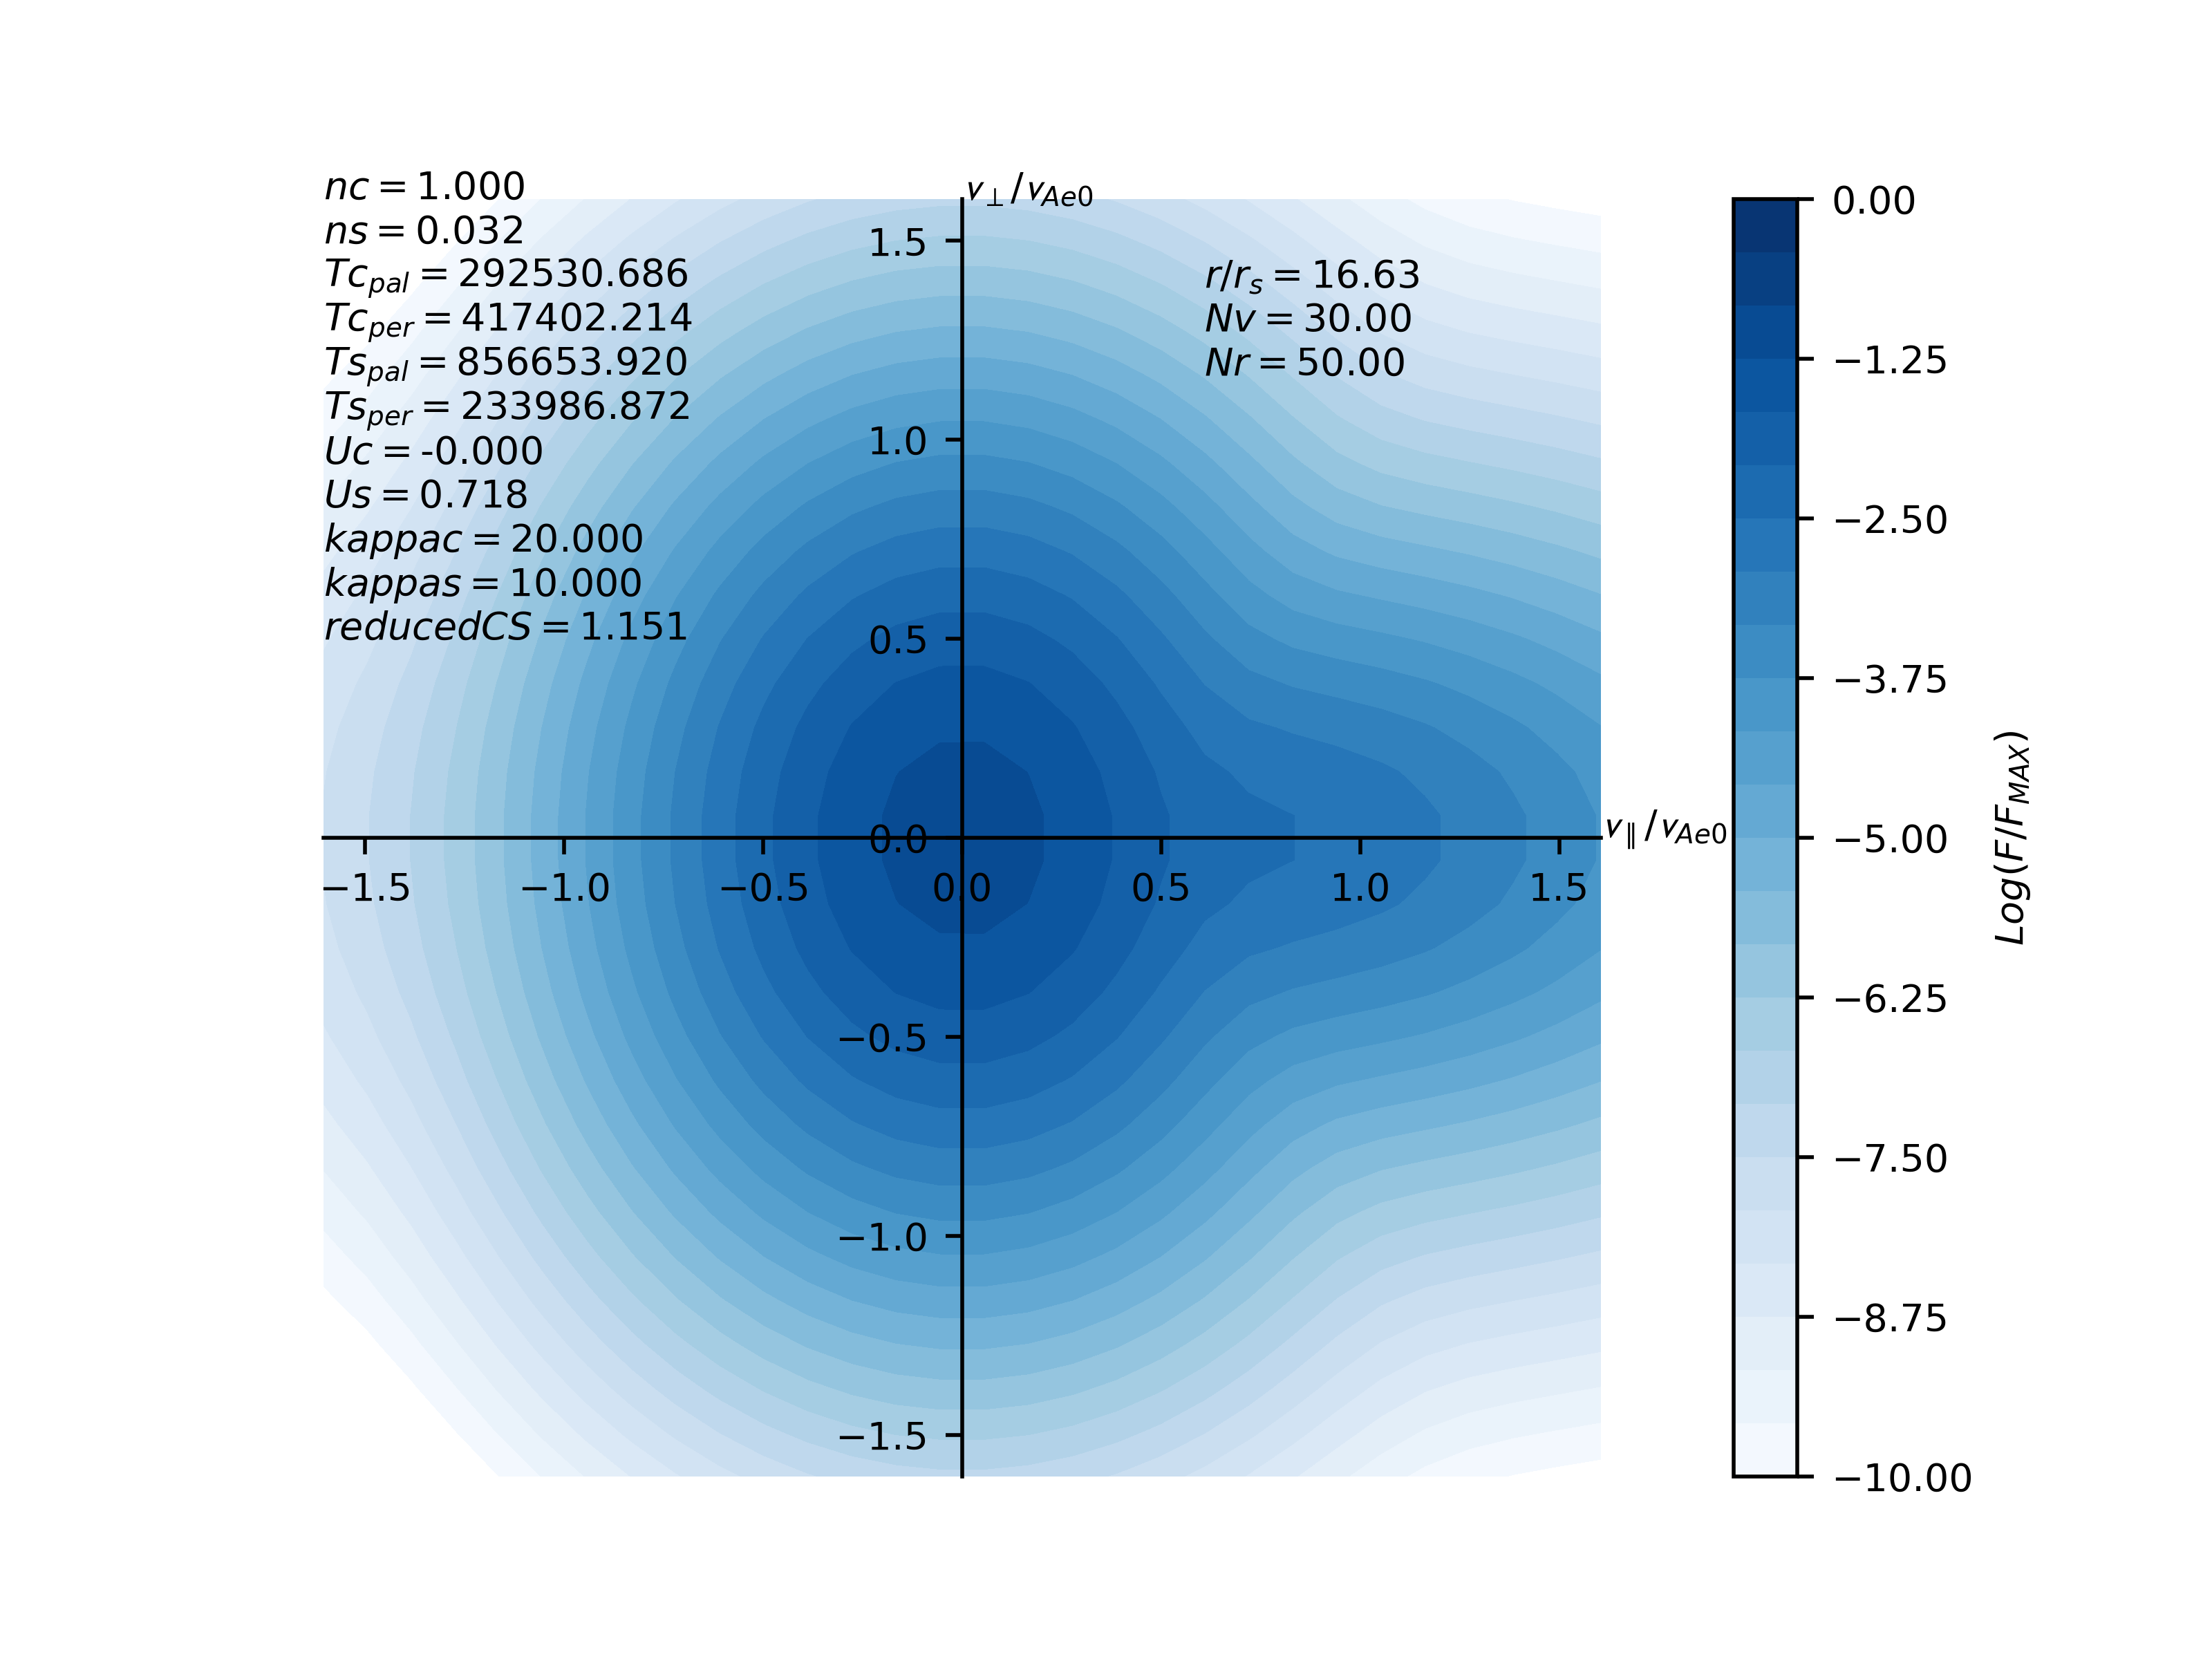 nc = 1.000
ns = 0.032
Tc_pal = 292530.686
Tc_per = 417402.214
Ts_pal = 856653.920
Ts_per = 233986.872
Uc = -0.000
Us = 0.718
kappac = 20.000
kappas = 10.000
reducedCS = 1.151
v⊥/v_Ae0
r/r_s = 16.63
Nv = 30.00
Nr = 50.00
1.5
1.0
0.5
0.0
−0.5
−1.0
−1.5
−1.5 −1.0 −0.5 0.0 0.5 1.0 1.5
v∥/v_Ae0
0.00
−1.25
−2.50
−3.75
−5.00
−6.25
−7.50
−8.75
−10.00
Log(F/F_MAX)